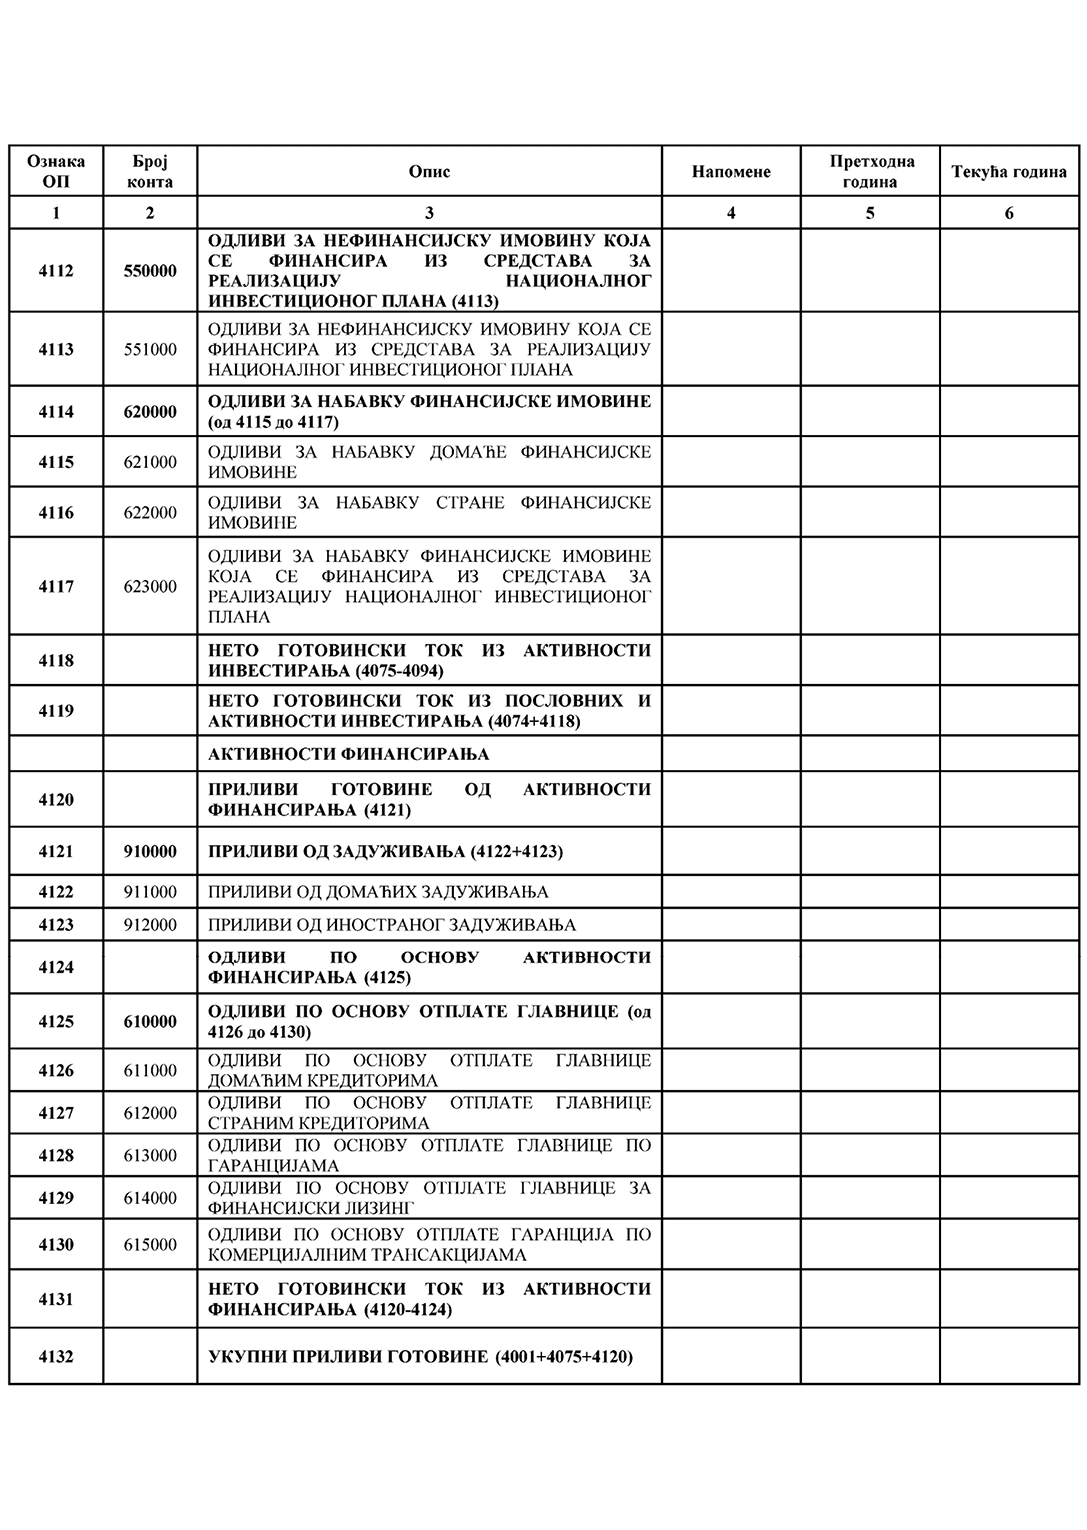 Ознака ОП Број конта Опис Напомене Претходна година Текућа година
1 2 3 4 5 6
4112 550000 ОДЛИВИ ЗА НЕФИНАНСИЈСКУ ИМОВИНУ КОЈА
СЕ ФИНАНСИРА ИЗ СРЕДСТАВА ЗА
РЕАЛИЗАЦИЈУ НАЦИОНАЛНОГ
ИНВЕСТИЦИОНОГ ПЛАНА (4113)
4113 551000 ОДЛИВИ ЗА НЕФИНАНСИЈСКУ ИМОВИНУ КОЈА СЕ
ФИНАНСИРА ИЗ СРЕДСТАВА ЗА РЕАЛИЗАЦИЈУ
НАЦИОНАЛНОГ ИНВЕСТИЦИОНОГ ПЛАНА
4114 620000 ОДЛИВИ ЗА НАБАВКУ ФИНАНСИЈСКЕ ИМОВИНЕ
(од 4115 до 4117)
4115 621000 ОДЛИВИ ЗА НАБАВКУ ДОМАЋЕ ФИНАНСИЈСКЕ
ИМОВИНЕ
4116 622000 ОДЛИВИ ЗА НАБАВКУ СТРАНЕ ФИНАНСИЈСКЕ
ИМОВИНЕ
4117 623000 ОДЛИВИ ЗА НАБАВКУ ФИНАНСИЈСКЕ ИМОВИНЕ
КОЈА СЕ ФИНАНСИРА ИЗ СРЕДСТАВА ЗА
РЕАЛИЗАЦИЈУ НАЦИОНАЛНОГ ИНВЕСТИЦИОНОГ
ПЛАНА
4118 НЕТО ГОТОВИНСКИ ТОК ИЗ АКТИВНОСТИ
ИНВЕСТИРАЊА (4075-4094)
4119 НЕТО ГОТОВИНСКИ ТОК ИЗ ПОСЛОВНИХ И
АКТИВНОСТИ ИНВЕСТИРАЊА (4074+4118)
АКТИВНОСТИ ФИНАНСИРАЊА
4120 ПРИЛИВИ ГОТОВИНЕ ОД АКТИВНОСТИ
ФИНАНСИРАЊА (4121)
4121 910000 ПРИЛИВИ ОД ЗАДУЖИВАЊА (4122+4123)
4122 911000 ПРИЛИВИ ОД ДОМАЋИХ ЗАДУЖИВАЊА
4123 912000 ПРИЛИВИ ОД ИНОСТРАНОГ ЗАДУЖИВАЊА
4124 ОДЛИВИ ПО ОСНОВУ АКТИВНОСТИ
ФИНАНСИРАЊА (4125)
4125 610000 ОДЛИВИ ПО ОСНОВУ ОТПЛАТЕ ГЛАВНИЦЕ (од
4126 до 4130)
4126 611000 ОДЛИВИ ПО ОСНОВУ ОТПЛАТЕ ГЛАВНИЦЕ
ДОМАЋИМ КРЕДИТОРИМА
4127 612000 ОДЛИВИ ПО ОСНОВУ ОТПЛАТЕ ГЛАВНИЦЕ
СТРАНИМ КРЕДИТОРИМА
4128 613000 ОДЛИВИ ПО ОСНОВУ ОТПЛАТЕ ГЛАВНИЦЕ ПО
ГАРАНЦИЈАМА
4129 614000 ОДЛИВИ ПО ОСНОВУ ОТПЛАТЕ ГЛАВНИЦЕ ЗА
ФИНАНСИЈСКИ ЛИЗИНГ
4130 615000 ОДЛИВИ ПО ОСНОВУ ОТПЛАТЕ ГАРАНЦИЈА ПО
КОМЕРЦИЈАЛНИМ ТРАНСАКЦИЈАМА
4131 НЕТО ГОТОВИНСКИ ТОК ИЗ АКТИВНОСТИ
ФИНАНСИРАЊА (4120-4124)
4132 УКУПНИ ПРИЛИВИ ГОТОВИНЕ (4001+4075+4120)